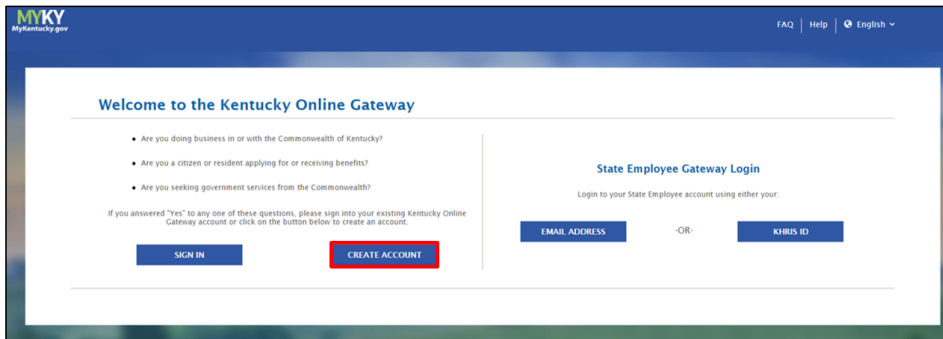 MYKY
MyKentucky.gov
FAQ | Help | English
Welcome to the Kentucky Online Gateway
• Are you doing business in or with the Commonwealth of Kentucky?
• Are you a citizen or resident applying for or receiving benefits?
• Are you seeking government services from the Commonwealth?
If you answered "Yes" to any one of these questions, please sign into your existing Kentucky Online
Gateway account or click on the button below to create an account.
SIGN IN
CREATE ACCOUNT
State Employee Gateway Login
Login to your State Employee account using either your:
EMAIL ADDRESS
-OR-
KHRIS ID